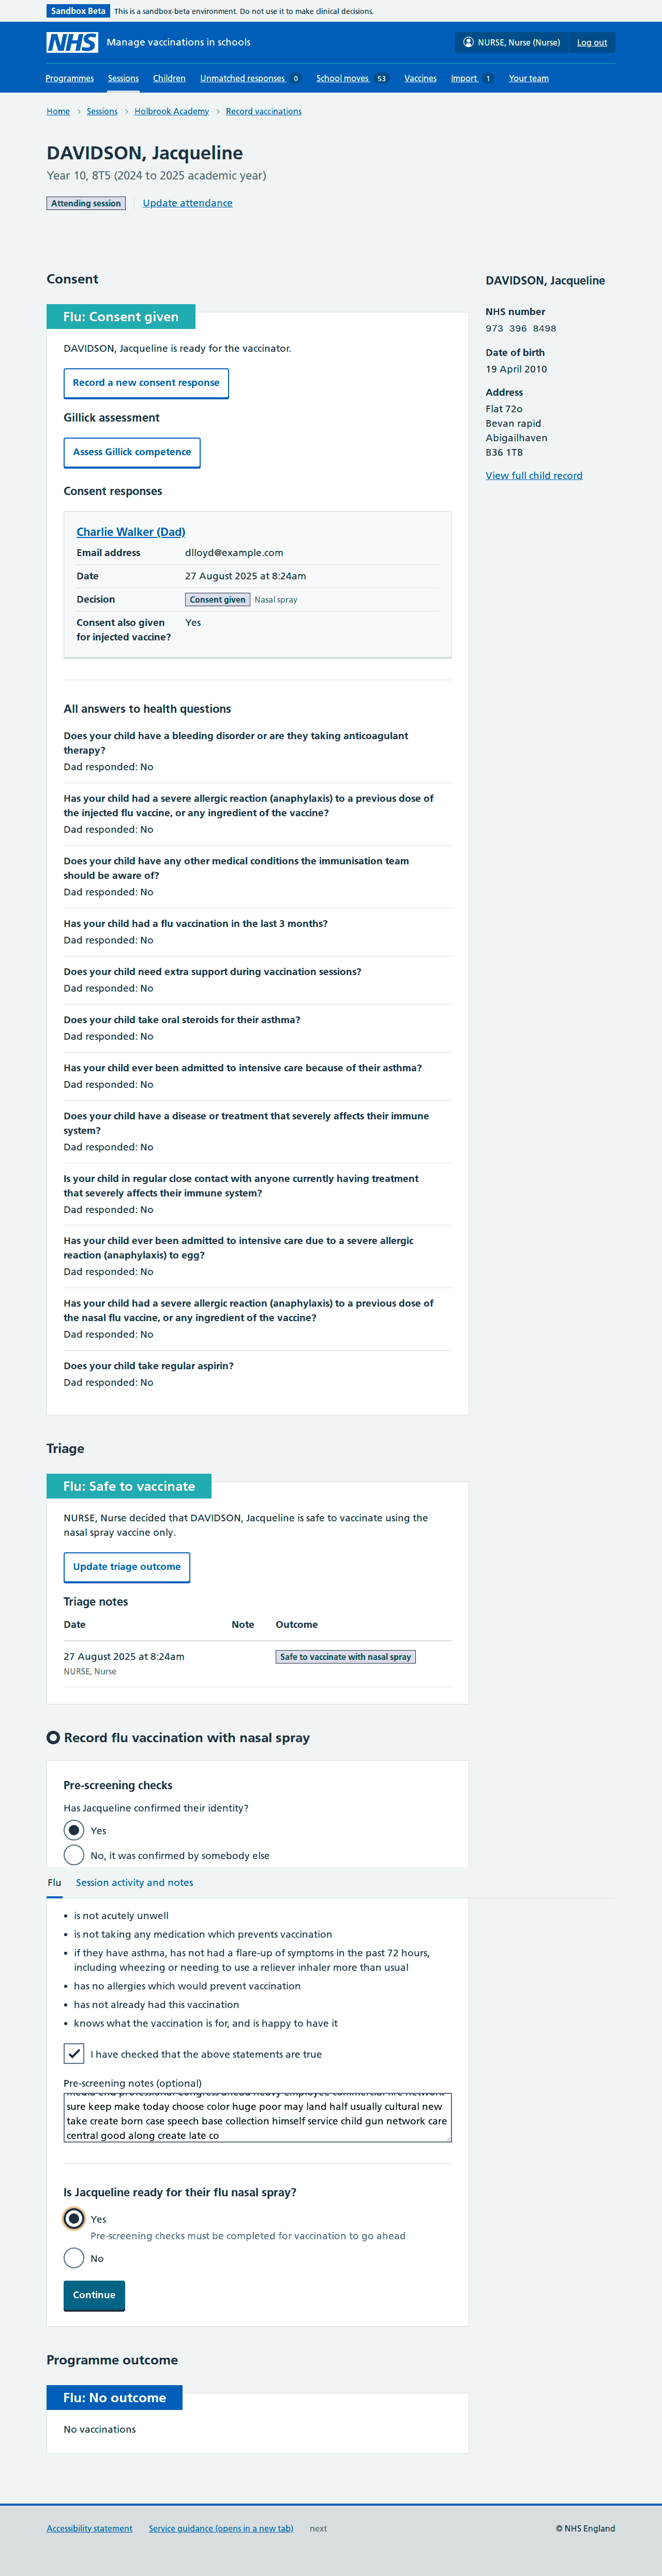 Sandbox Beta This is a sandbox-beta environment. Do not use it to make clinical decisions.
NHS Manage vaccinations in schools
NURSE, Nurse (Nurse) Log out
Programmes Sessions Children Unmatched responses 0 School moves 53 Vaccines Import 1 Your team
Home > Sessions > Holbrook Academy > Record vaccinations
DAVIDSON, Jacqueline
Year 10, 8T5 (2024 to 2025 academic year)
Attending session Update attendance
Consent
Flu: Consent given
DAVIDSON, Jacqueline is ready for the vaccinator.
Record a new consent response
Gillick assessment
Assess Gillick competence
Consent responses
Charlie Walker (Dad)
Email address dlloyd@example.com
Date 27 August 2025 at 8:24am
Decision Consent given Nasal spray
Consent also given Yes
for injected vaccine?
All answers to health questions
Does your child have a bleeding disorder or are they taking anticoagulant
therapy?
Dad responded: No
Has your child had a severe allergic reaction (anaphylaxis) to a previous dose of
the injected flu vaccine, or any ingredient of the vaccine?
Dad responded: No
Does your child have any other medical conditions the immunisation team
should be aware of?
Dad responded: No
Has your child had a flu vaccination in the last 3 months?
Dad responded: No
Does your child need extra support during vaccination sessions?
Dad responded: No
Does your child take oral steroids for their asthma?
Dad responded: No
Has your child ever been admitted to intensive care because of their asthma?
Dad responded: No
Does your child have a disease or treatment that severely affects their immune
system?
Dad responded: No
Is your child in regular close contact with anyone currently having treatment
that severely affects their immune system?
Dad responded: No
Has your child ever been admitted to intensive care due to a severe allergic
reaction (anaphylaxis) to egg?
Dad responded: No
Has your child had a severe allergic reaction (anaphylaxis) to a previous dose of
the nasal flu vaccine, or any ingredient of the vaccine?
Dad responded: No
Does your child take regular aspirin?
Dad responded: No
DAVIDSON, Jacqueline
NHS number
973 396 8498
Date of birth
19 April 2010
Address
Flat 72o
Bevan rapid
Abigailhaven
B36 1TB
View full child record
Triage
Flu: Safe to vaccinate
NURSE, Nurse decided that DAVIDSON, Jacqueline is safe to vaccinate using the
nasal spray vaccine only.
Update triage outcome
Triage notes
Date Note Outcome
27 August 2025 at 8:24am Safe to vaccinate with nasal spray
NURSE, Nurse
Record flu vaccination with nasal spray
Pre-screening checks
Has Jacqueline confirmed their identity?
Yes
No, it was confirmed by somebody else
Flu Session activity and notes
• is not acutely unwell
• is not taking any medication which prevents vaccination
• if they have asthma, has not had a flare-up of symptoms in the past 72 hours,
including wheezing or needing to use a reliever inhaler more than usual
• has no allergies which would prevent vaccination
• has not already had this vaccination
• knows what the vaccination is for, and is happy to have it
I have checked that the above statements are true
Pre-screening notes (optional)
media end professional congress ahead heavy employee commercial fire network
sure keep make today choose color huge poor may land half usually cultural new
take create born case speech base collection himself service child gun network care
central good along create late co
Is Jacqueline ready for their flu nasal spray?
Yes
Pre-screening checks must be completed for vaccination to go ahead
No
Continue
Programme outcome
Flu: No outcome
No vaccinations
Accessibility statement Service guidance (opens in a new tab) next © NHS England